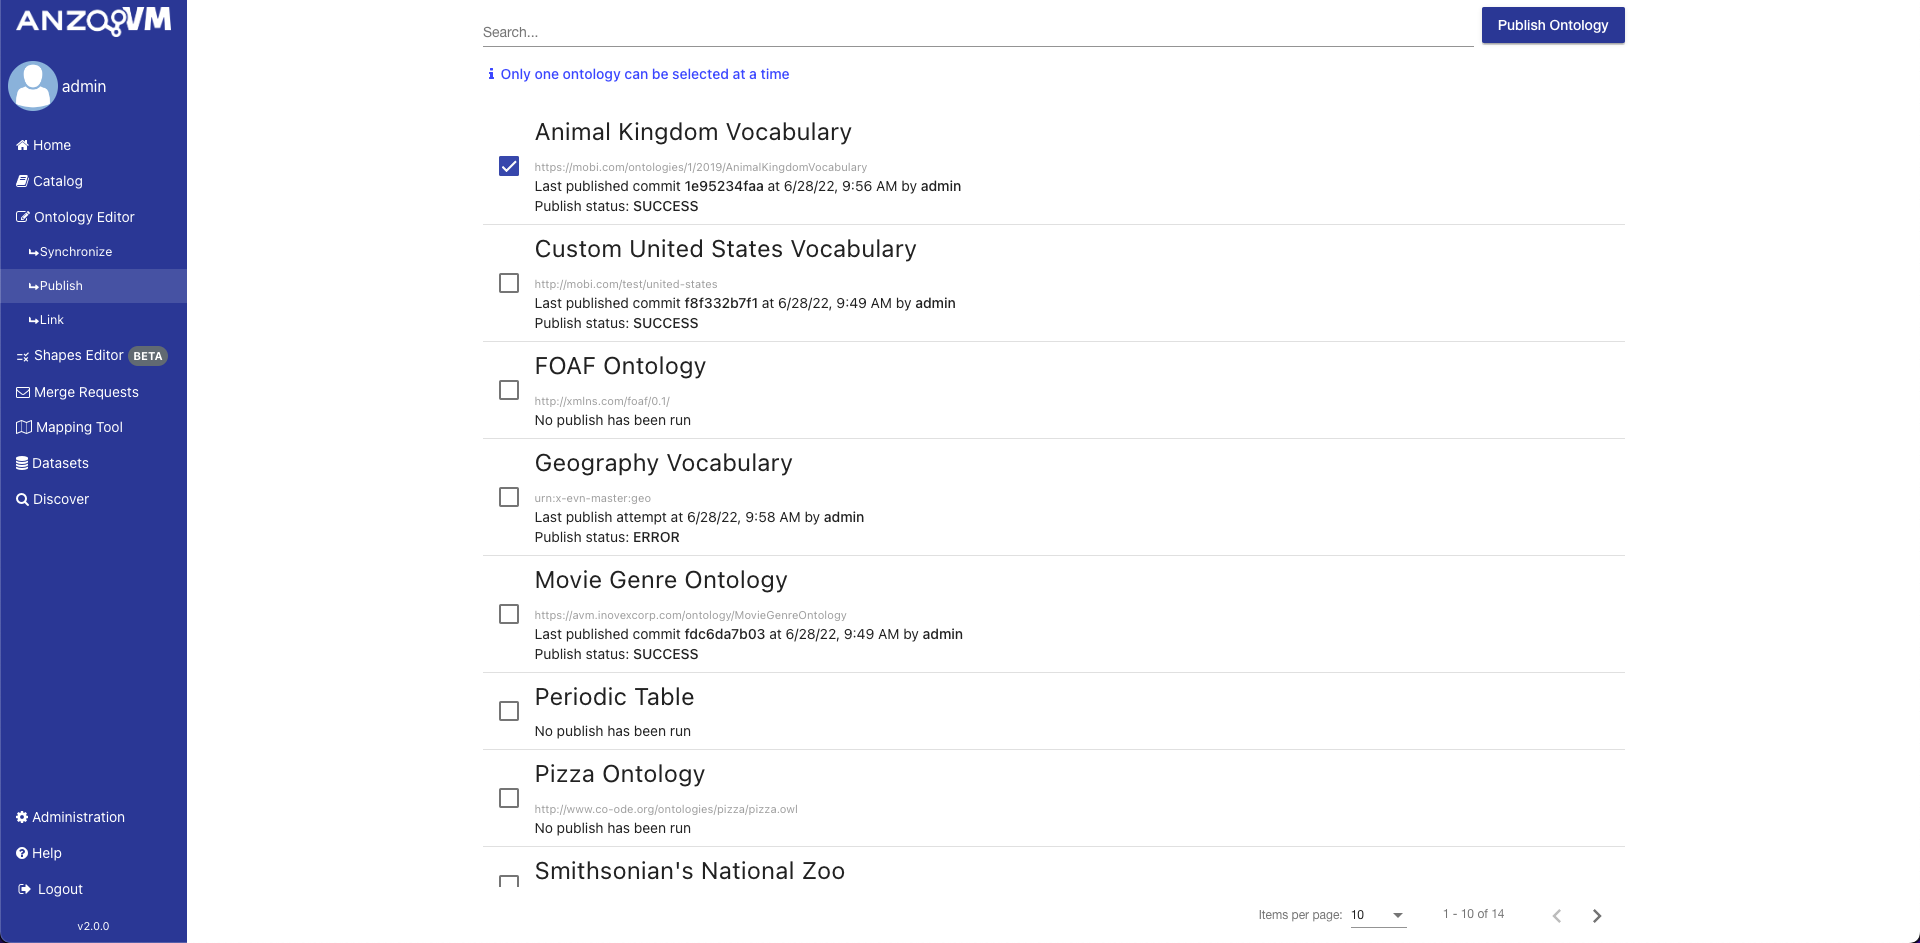 ANZOVM
admin
Home
Catalog
Ontology Editor
Synchronize
Publish
Link
Shapes Editor BETA
Merge Requests
Mapping Tool
Datasets
Discover
Administration
Help
Logout
v2.0.0
Search...
Publish Ontology
Only one ontology can be selected at a time
Animal Kingdom Vocabulary
https://mobi.com/ontologies/1/2019/AnimalKingdomVocabulary
Last published commit 1e95234faa at 6/28/22, 9:56 AM by admin
Publish status: SUCCESS
Custom United States Vocabulary
http://mobi.com/test/united-states
Last published commit f8f332b7f1 at 6/28/22, 9:49 AM by admin
Publish status: SUCCESS
FOAF Ontology
http://xmlns.com/foaf/0.1/
No publish has been run
Geography Vocabulary
urn:x-evn-master:geo
Last publish attempt at 6/28/22, 9:58 AM by admin
Publish status: ERROR
Movie Genre Ontology
https://avm.inovexcorp.com/ontology/MovieGenreOntology
Last published commit fdc6da7b03 at 6/28/22, 9:49 AM by admin
Publish status: SUCCESS
Periodic Table
No publish has been run
Pizza Ontology
http://www.co-ode.org/ontologies/pizza/pizza.owl
No publish has been run
Smithsonian's National Zoo
Items per page: 10
1 - 10 of 14